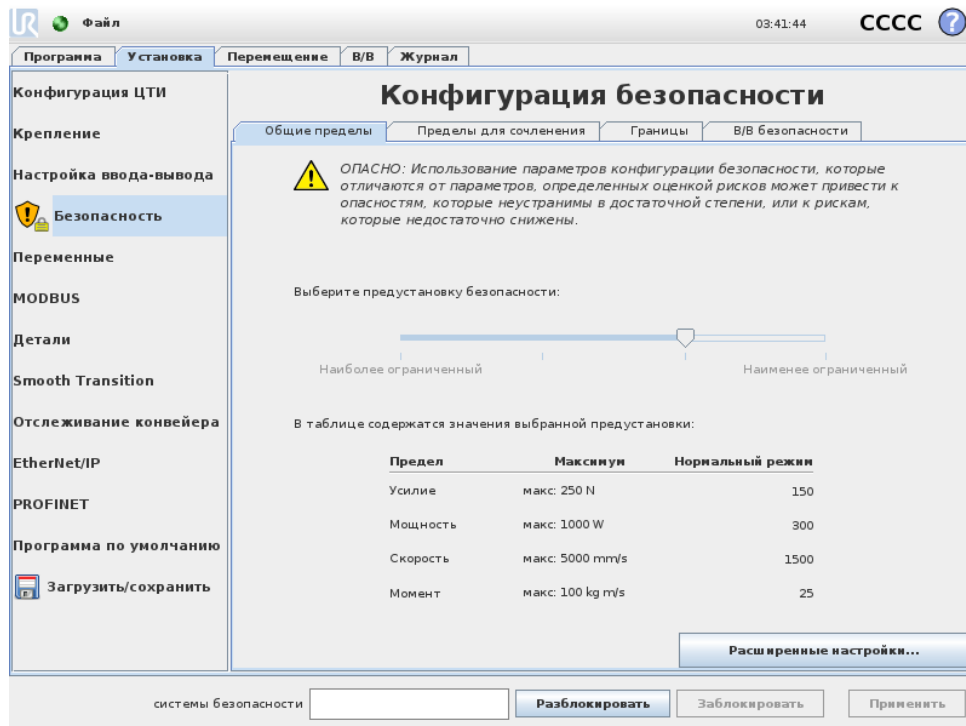 UR Файл 03:41:44 CCCC ?
Программа Установка Перемещение В/В Журнал
Конфигурация ЦТИ
Крепление
Настройка ввода-вывода
Безопасность
Переменные
MODBUS
Детали
Smooth Transition
Отслеживание конвейера
EtherNet/IP
PROFINET
Программа по умолчанию
Загрузить/сохранить
Конфигурация безопасности
Общие пределы Пределы для сочленения Границы В/В безопасности
ОПАСНО: Использование параметров конфигурации безопасности, которые
отличаются от параметров, определенных оценкой рисков может привести к
опасностям, которые неустранимы в достаточной степени, или к рискам,
которые недостаточно снижены.
Выберите предустановку безопасности:
Наиболее ограниченный Наименее ограниченный
В таблице содержатся значения выбранной предустановки:
Предел Максимум Нормальный режим
Усилие макс: 250 N 150
Мощность макс: 1000 W 300
Скорость макс: 5000 mm/s 1500
Момент макс: 100 kg m/s 25
Расширенные настройки...
системы безопасности Разблокировать Заблокировать Применить